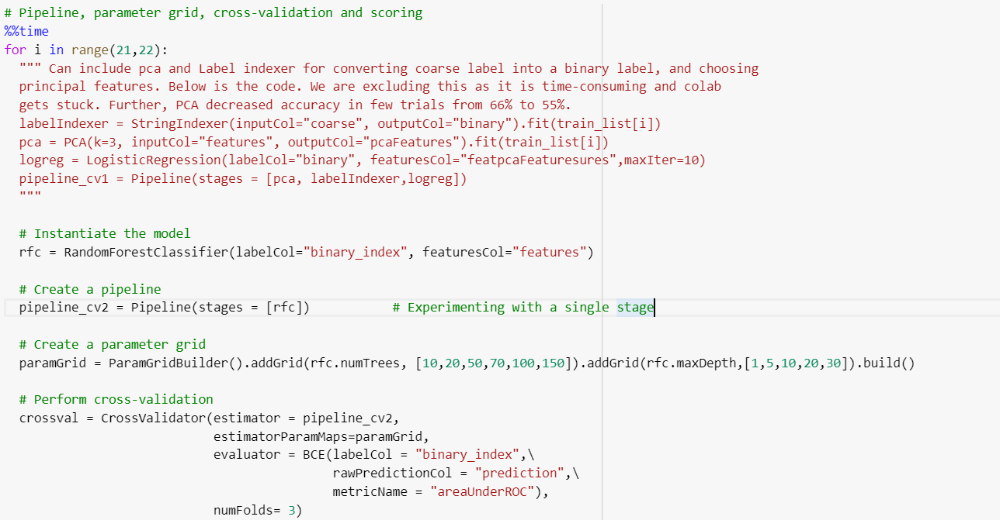 # Pipeline, parameter grid, cross-validation and scoring
%%time
for i in range(21,22):
  """ Can include pca and Label indexer for converting coarse label into a binary label, and choosing
  principal features. Below is the code. We are excluding this as it is time-consuming and colab
  gets stuck. Further, PCA decreased accuracy in few trials from 66% to 55%.
  labelIndexer = StringIndexer(inputCol="coarse", outputCol="binary").fit(train_list[i])
  pca = PCA(k=3, inputCol="features", outputCol="pcaFeatures").fit(train_list[i])
  logreg = LogisticRegression(labelCol="binary", featuresCol="featpcaFeaturesures",maxIter=10)
  pipeline_cv1 = Pipeline(stages = [pca, labelIndexer,logreg])
  """
  # Instantiate the model
  rfc = RandomForestClassifier(labelCol="binary_index", featuresCol="features")
  # Create a pipeline
  pipeline_cv2 = Pipeline(stages = [rfc])           # Experimenting with a single stage
  # Create a parameter grid
  paramGrid = ParamGridBuilder().addGrid(rfc.numTrees, [10,20,50,70,100,150]).addGrid(rfc.maxDepth,[1,5,10,20,30]).build()
  # Perform cross-validation
  crossval = CrossValidator(estimator = pipeline_cv2,
                            estimatorParamMaps=paramGrid,
                            evaluator = BCE(labelCol = "binary_index",\
                                            rawPredictionCol = "prediction",\
                                            metricName = "areaUnderROC"),
                            numFolds= 3)